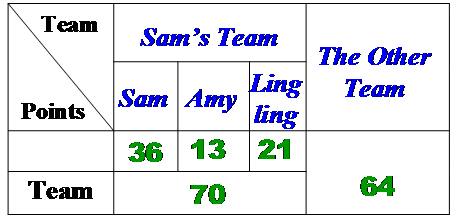 Team
Points
Sam's Team
The Other
Team
Sam Amy Ling
ling
36 13 21
Team 70 64